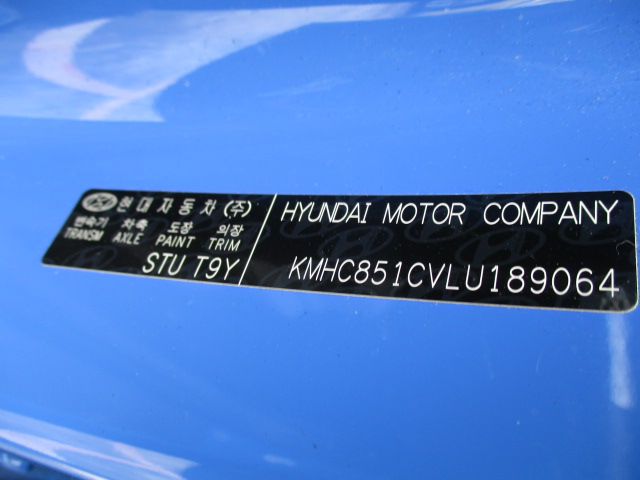 현대자동차(주)
변속기 차축 도장 의장
TRANSM AXLE PAINT TRIM
STU T9Y
HYUNDAI MOTOR COMPANY
KMHC851CVLU189064